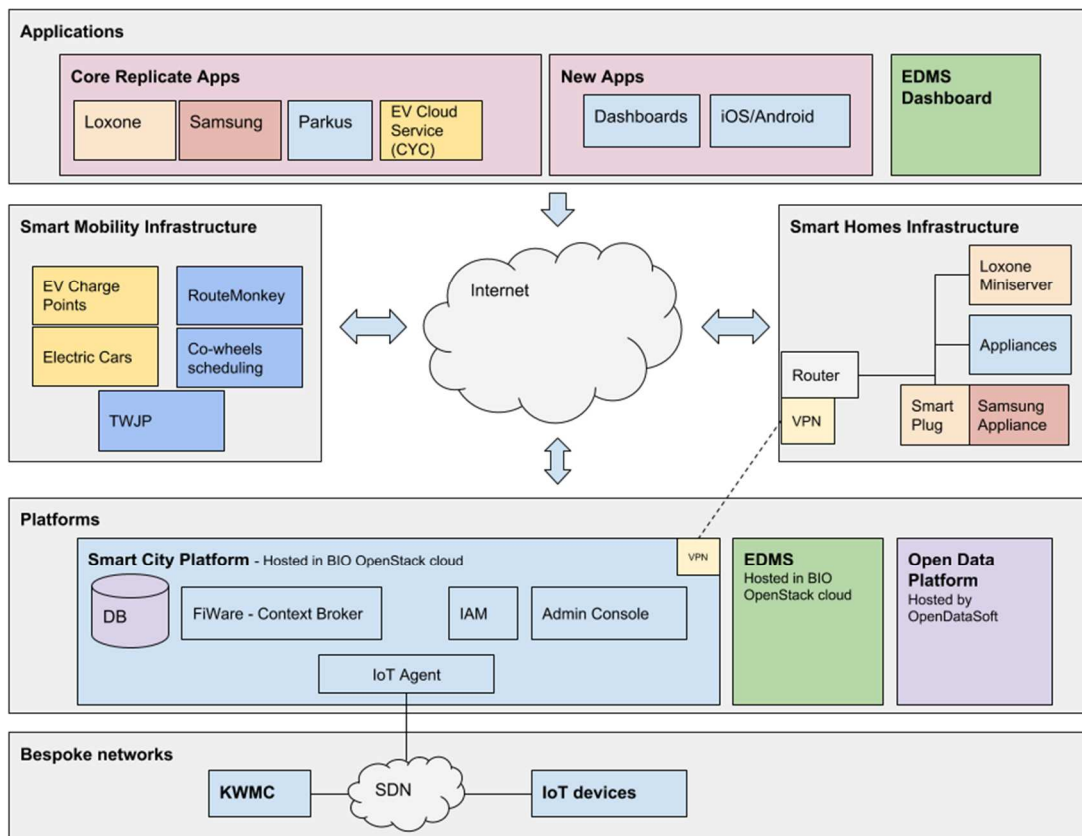 Applications
Core Replicate Apps
Loxone
Samsung
Parkus
EV Cloud
Service
(CYC)
New Apps
Dashboards
iOS/Android
EDMS
Dashboard
Smart Mobility Infrastructure
EV Charge
Points
RouteMonkey
Electric Cars
Co-wheels
scheduling
TWJP
Internet
Smart Homes Infrastructure
Loxone
Miniserver
Appliances
Router
VPN
Smart
Plug
Samsung
Appliance
Platforms
Smart City Platform - Hosted in BIO OpenStack cloud
VPN
DB
FiWare - Context Broker
IAM
Admin Console
IoT Agent
EDMS
Hosted in BIO
OpenStack cloud
Open Data
Platform
Hosted by
OpenDataSoft
Bespoke networks
KWMC
SDN
IoT devices